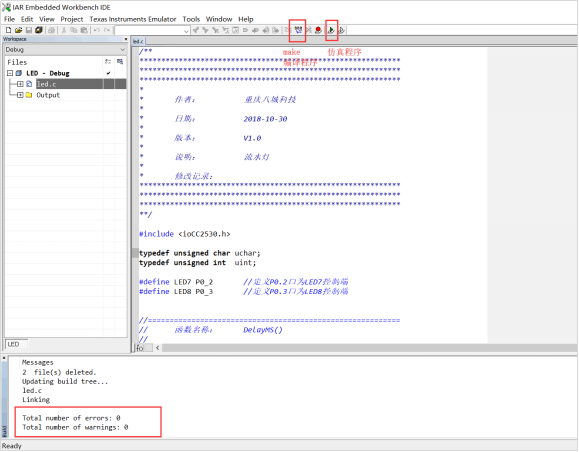 IAR Embedded Workbench IDE
File Edit View Project Texas Instruments Emulator Tools Window Help
Workspace
Debug
Files
LED - Debug
led.c
Output
LED
led.c
make 仿真程序
编译程序
/**
*****************************************************************
*****************************************************************
*****************************************************************
*
* 作者： 重庆八城科技
*
* 日期： 2018-10-30
*
* 版本： V1.0
*
* 说明： 流水灯
*
* 修改记录：
*****************************************************************
*****************************************************************
*****************************************************************
**/
#include <ioCC2530.h>
typedef unsigned char uchar;
typedef unsigned int uint;
#define LED7 P0_2 //定义P0.2口为LED7控制端
#define LED8 P0_3 //定义P0.3口为LED8控制端
//==========================================================
// 函数名称： DelayMS()
//
fo
Messages
2 file(s) deleted.
Updating build tree...
led.c
Linking
Total number of errors: 0
Total number of warnings: 0
Build
Ready